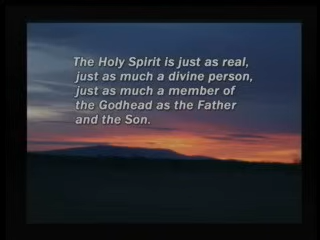 The Holy Spirit is just as real,
just as much a divine person,
just as much a member of
the Godhead as the Father
and the Son.